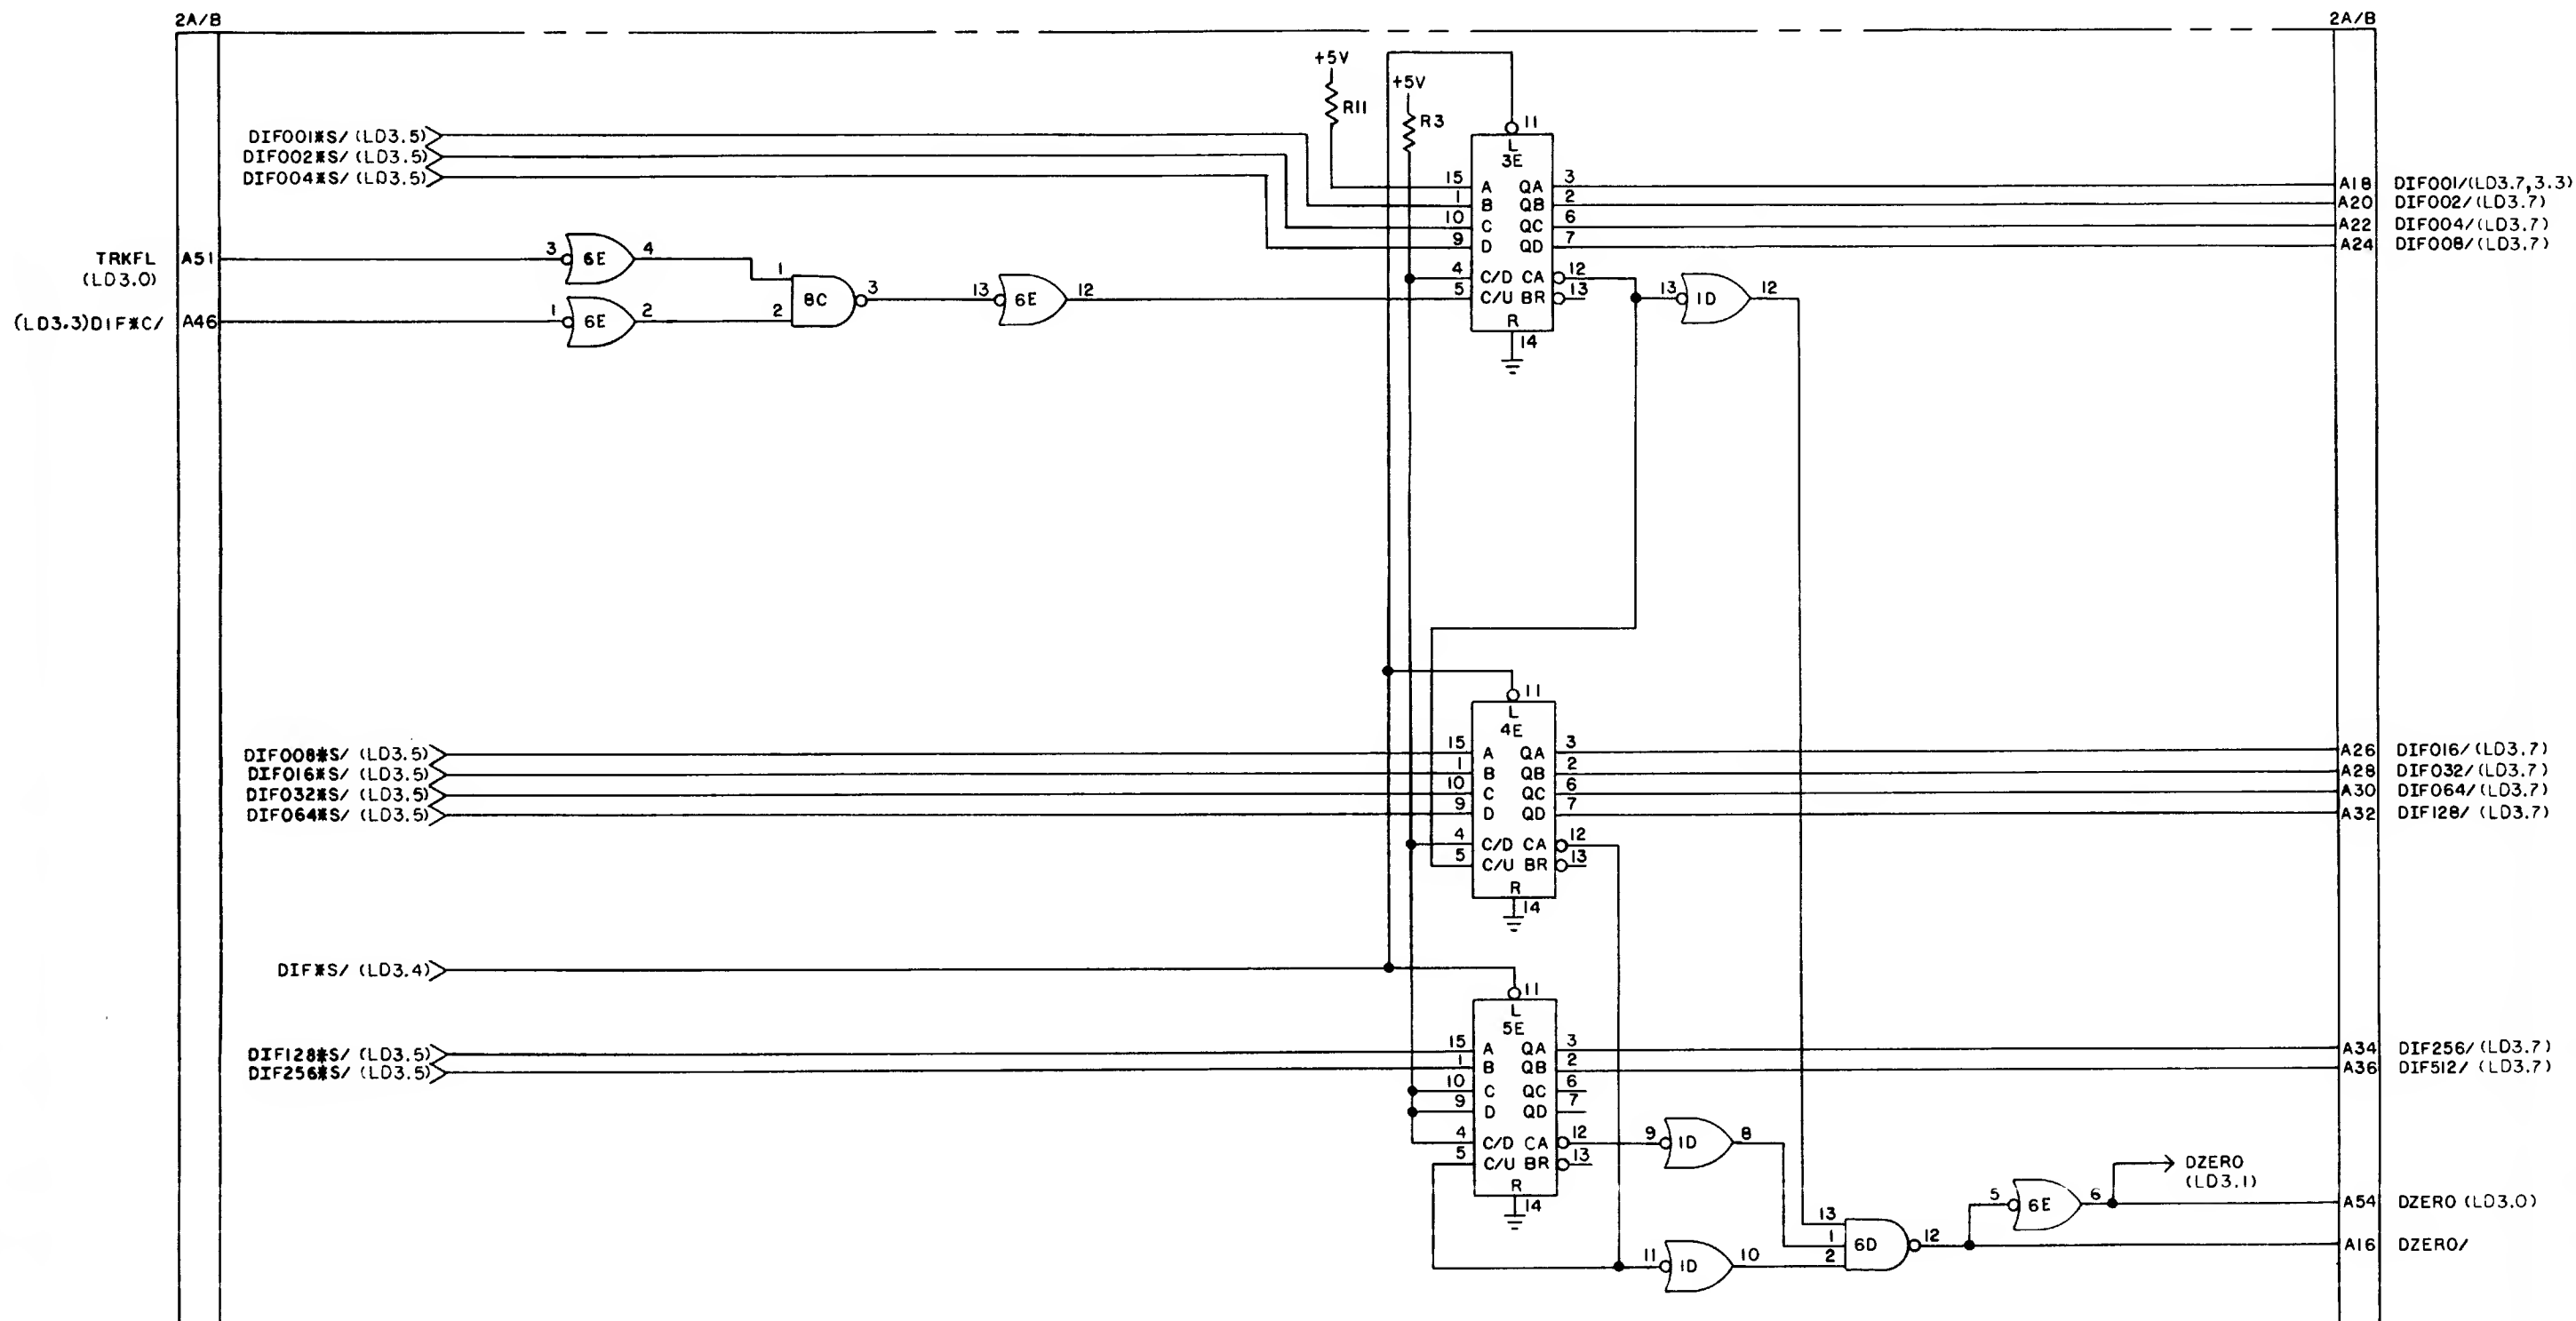 2A/B
2A/B
+5V
R11
+5V
R3
DIF001*S/ (LD3.5)
DIF002*S/ (LD3.5)
DIF004*S/ (LD3.5)
11
L
3E
15 A QA 3
1 B QB 2
10 C QC 6
9 D QD 7
4 C/D CA 12
5 C/U BR 13
R
14
A18 DIF001/(LD3.7,3.3)
A20 DIF002/(LD3.7)
A22 DIF004/(LD3.7)
A24 DIF008/(LD3.7)
TRKFL A51
(LD3.0)
3 6E 4
(LD3.3)DIF*C/ A46
1 6E 2
1
2
8C 3
13 6E 12
13 1D 12
11
L
4E
DIF008*S/ (LD3.5)
DIF016*S/ (LD3.5)
DIF032*S/ (LD3.5)
DIF064*S/ (LD3.5)
15 A QA 3
1 B QB 2
10 C QC 6
9 D QD 7
4 C/D CA 12
5 C/U BR 13
R
14
A26 DIF016/(LD3.7)
A28 DIF032/(LD3.7)
A30 DIF064/(LD3.7)
A32 DIF128/ (LD3.7)
DIF*S/ (LD3.4)
11
L
5E
DIF128*S/ (LD3.5)
DIF256*S/ (LD3.5)
15 A QA 3
1 B QB 2
10 C QC 6
9 D QD 7
4 C/D CA 12
5 C/U BR 13
R
14
A34 DIF256/ (LD3.7)
A36 DIF512/ (LD3.7)
9 1D 8
11 1D 10
13
1
2
6D 12
5 6E 6
DZERO
(LD3.1)
A54 DZERO (LD3.0)
A16 DZERO/